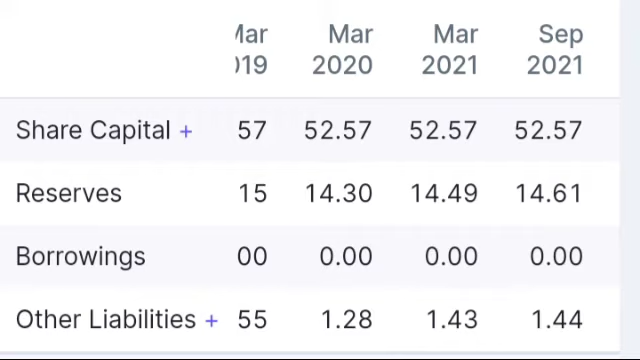 Mar Mar Sep
2020 2021 2021
Share Capital + 57 52.57 52.57 52.57
Reserves 15 14.30 14.49 14.61
Borrowings 00 0.00 0.00 0.00
Other Liabilities + 55 1.28 1.43 1.44